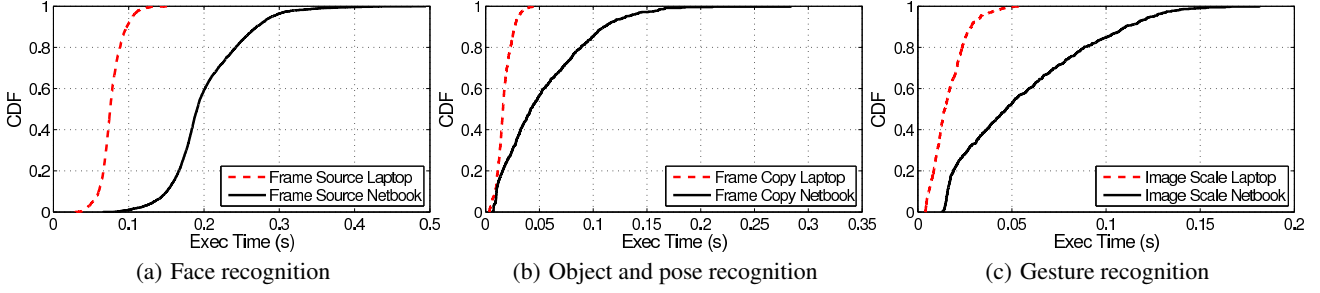 1
0.8
0.6
0.4
0.2
0
CDF
0 0.1 0.2 0.3 0.4 0.5
Exec Time (s)
Frame Source Laptop
Frame Source Netbook
(a) Face recognition
1
0.8
0.6
0.4
0.2
0
CDF
0 0.05 0.1 0.15 0.2 0.25 0.3 0.35
Exec Time (s)
Frame Copy Laptop
Frame Copy Netbook
(b) Object and pose recognition
1
0.8
0.6
0.4
0.2
0
CDF
0 0.05 0.1 0.15 0.2
Exec Time (s)
Image Scale Laptop
Image Scale Netbook
(c) Gesture recognition